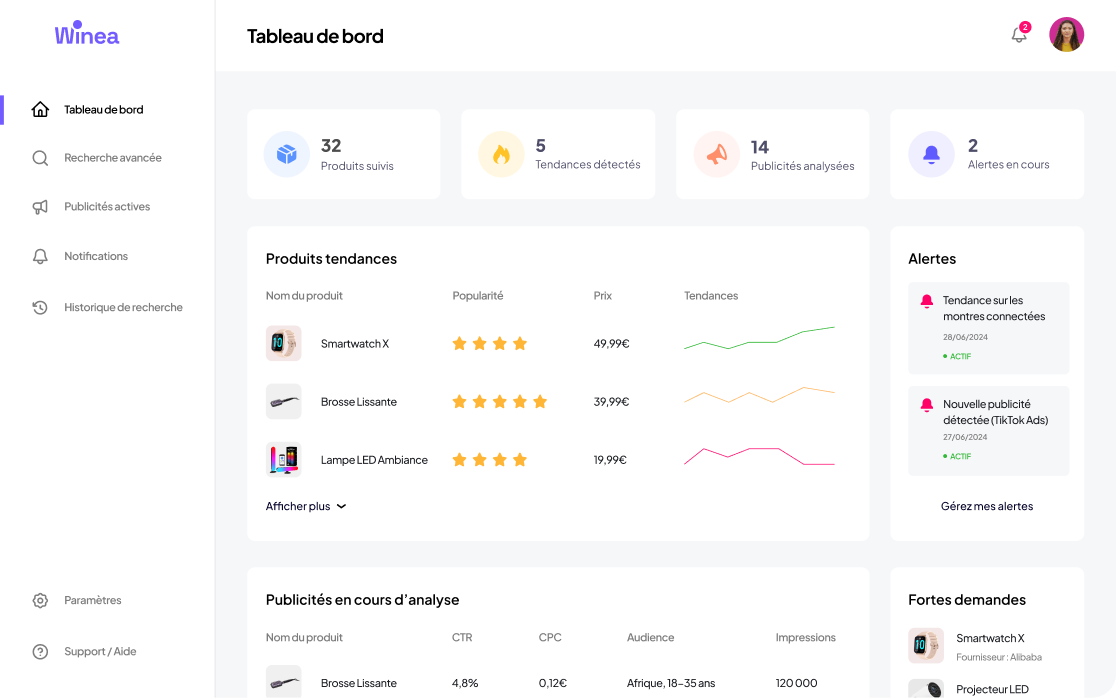 Winea
Tableau de bord
2
Tableau de bord
Recherche avancée
Publicités actives
Notifications
Historique de recherche
Paramètres
Support / Aide
32
Produits suivis
5
Tendances détectés
14
Publicités analysées
2
Alertes en cours
Produits tendances
Nom du produit Popularité Prix Tendances
Smartwatch X 49,99€
Brosse Lissante 39,99€
Lampe LED Ambiance 19,99€
Afficher plus
Alertes
Tendance sur les
montres connectées
28/06/2024
ACTIF
Nouvelle publicité
détectée (TikTok Ads)
27/06/2024
ACTIF
Gérez mes alertes
Publicités en cours d’analyse
Nom du produit CTR CPC Audience Impressions
Brosse Lissante 4,8% 0,12€ Afrique, 18–35 ans 120 000
Fortes demandes
Smartwatch X
Fournisseur : Alibaba
Projecteur LED